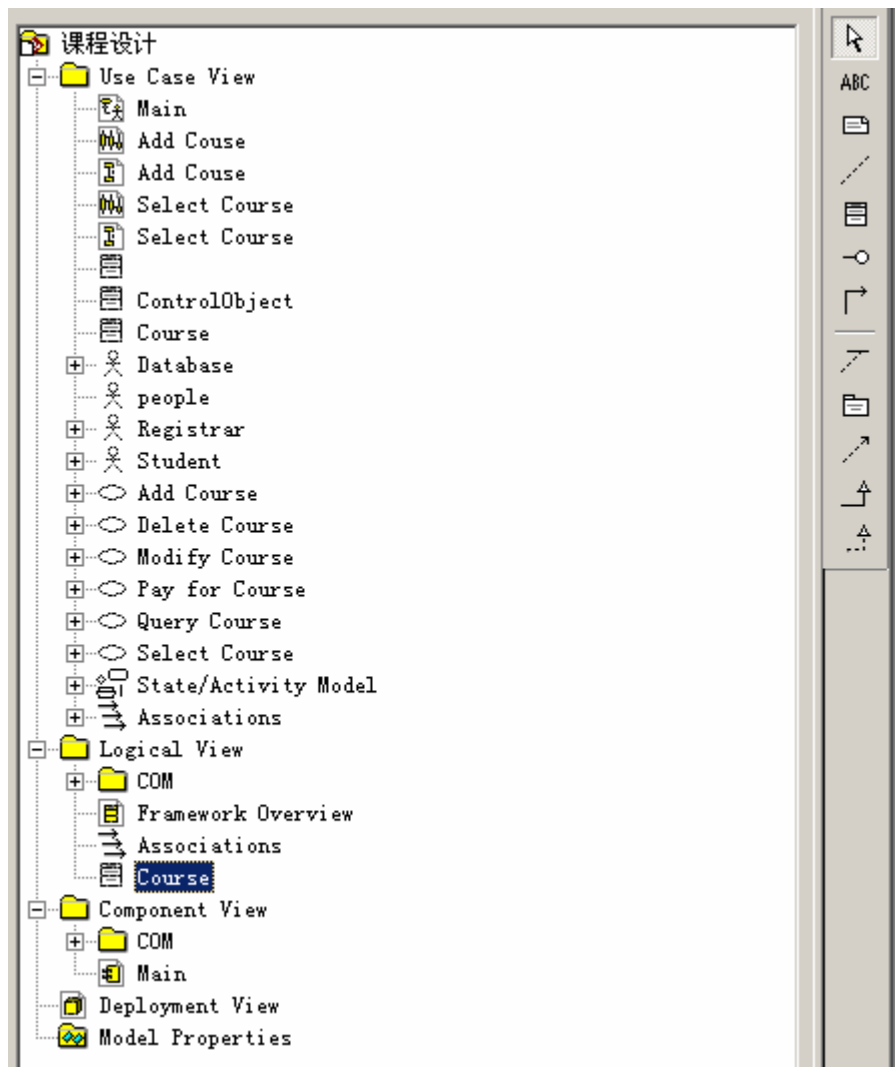 课程设计
Use Case View
Main
Add Couse
Add Couse
Select Course
Select Course
ControlObject
Course
Database
people
Registrar
Student
Add Course
Delete Course
Modify Course
Pay for Course
Query Course
Select Course
State/Activity Model
Associations
Logical View
COM
Framework Overview
Associations
Course
Component View
COM
Main
Deployment View
Model Properties
ABC